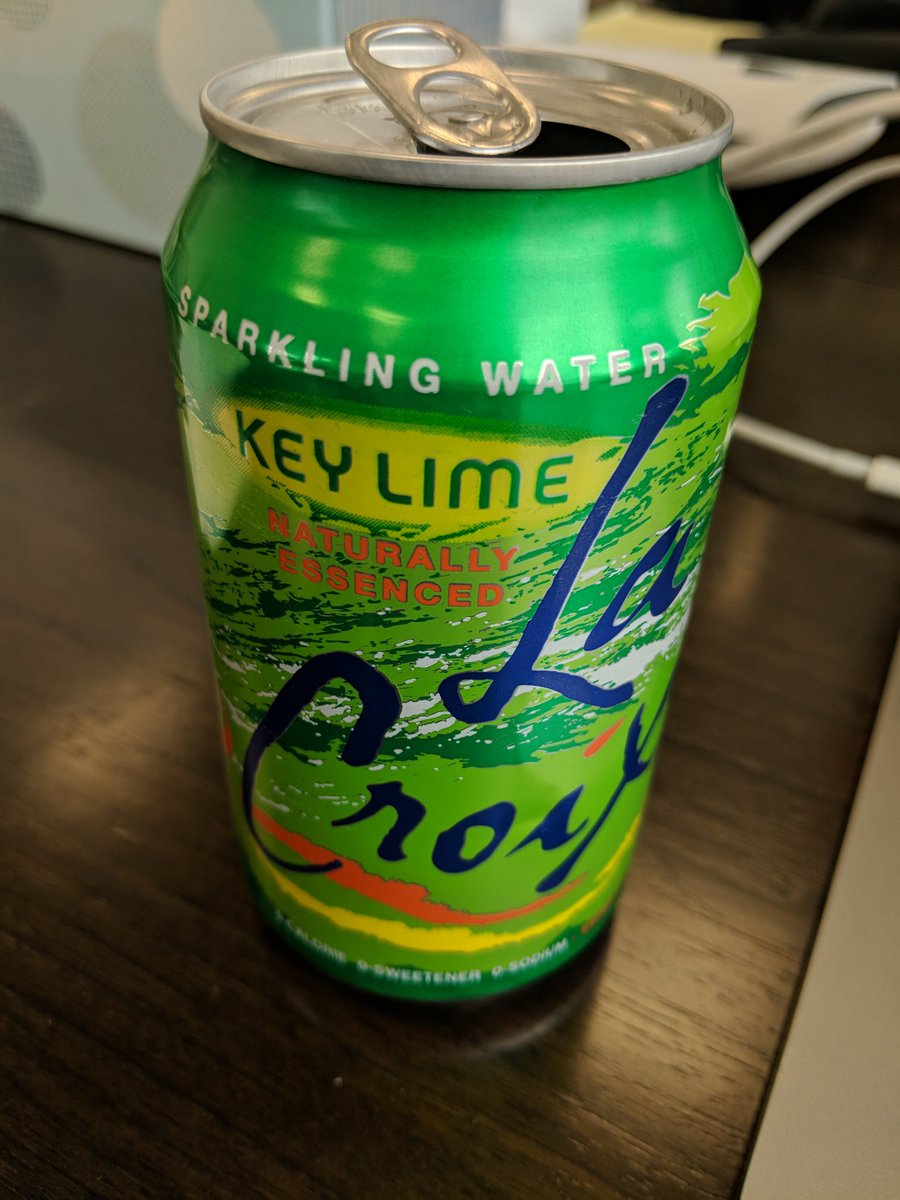 SPARKLING WATER
KEY LIME
NATURALLY
ESSENCED
La
Croix
0-CALORIE 0-SWEETENER 0-SODIUM